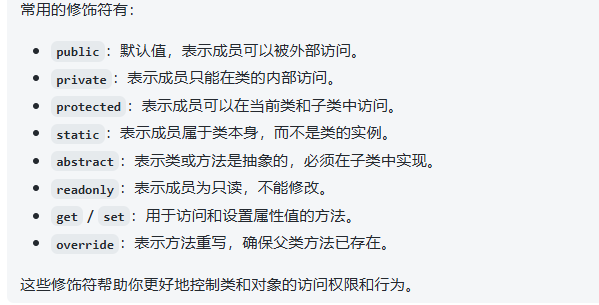 常用的修饰符有：
• public：默认值，表示成员可以被外部访问。
• private：表示成员只能在类的内部访问。
• protected：表示成员可以在当前类和子类中访问。
• static：表示成员属于类本身，而不是类的实例。
• abstract：表示类或方法是抽象的，必须在子类中实现。
• readonly：表示成员为只读，不能修改。
• get / set：用于访问和设置属性值的方法。
• override：表示方法重写，确保父类方法已存在。
这些修饰符帮助你更好地控制类和对象的访问权限和行为。